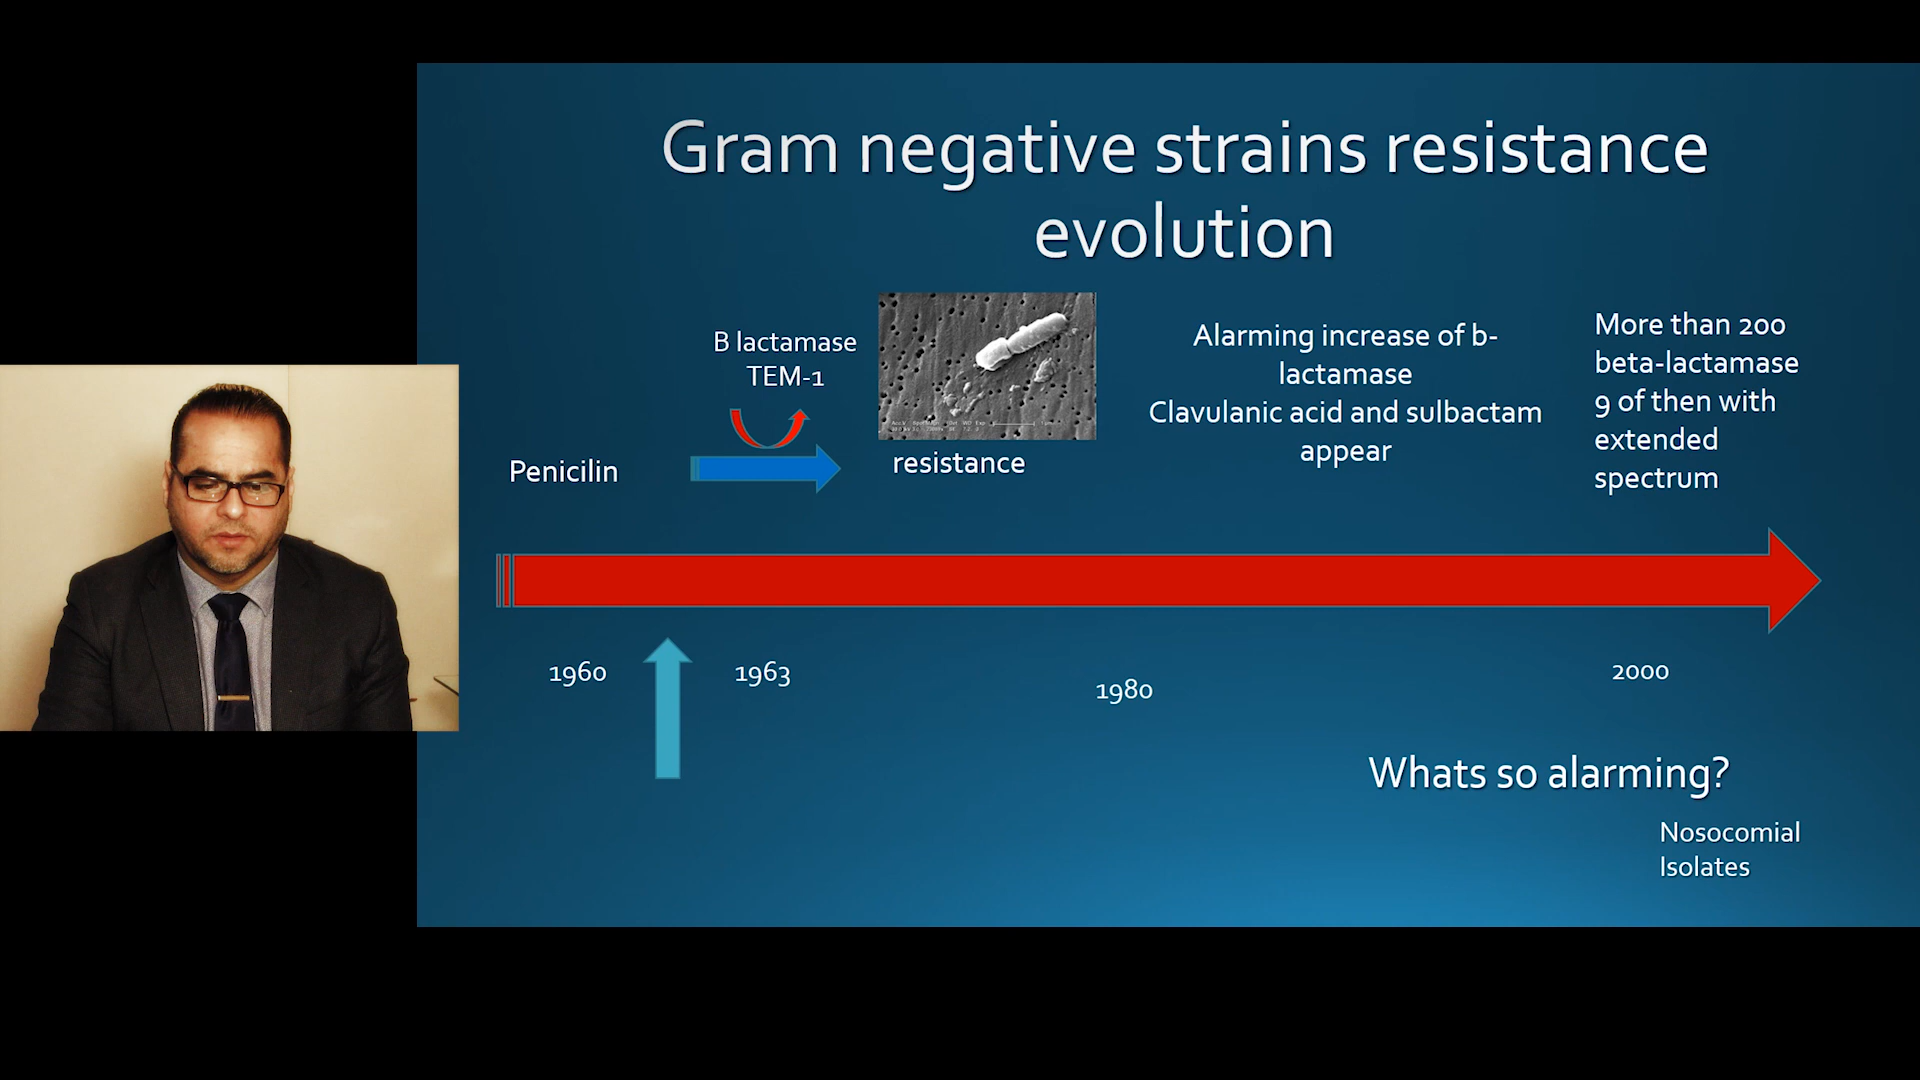 Gram negative strains resistance
evolution
Penicilin
B lactamase
TEM-1
resistance
Alarming increase of b-
lactamase
Clavulanic acid and sulbactam
appear
More than 200
beta-lactamase
9 of then with
extended
spectrum
1960
1963
1980
2000
Whats so alarming?
Nosocomial
Isolates